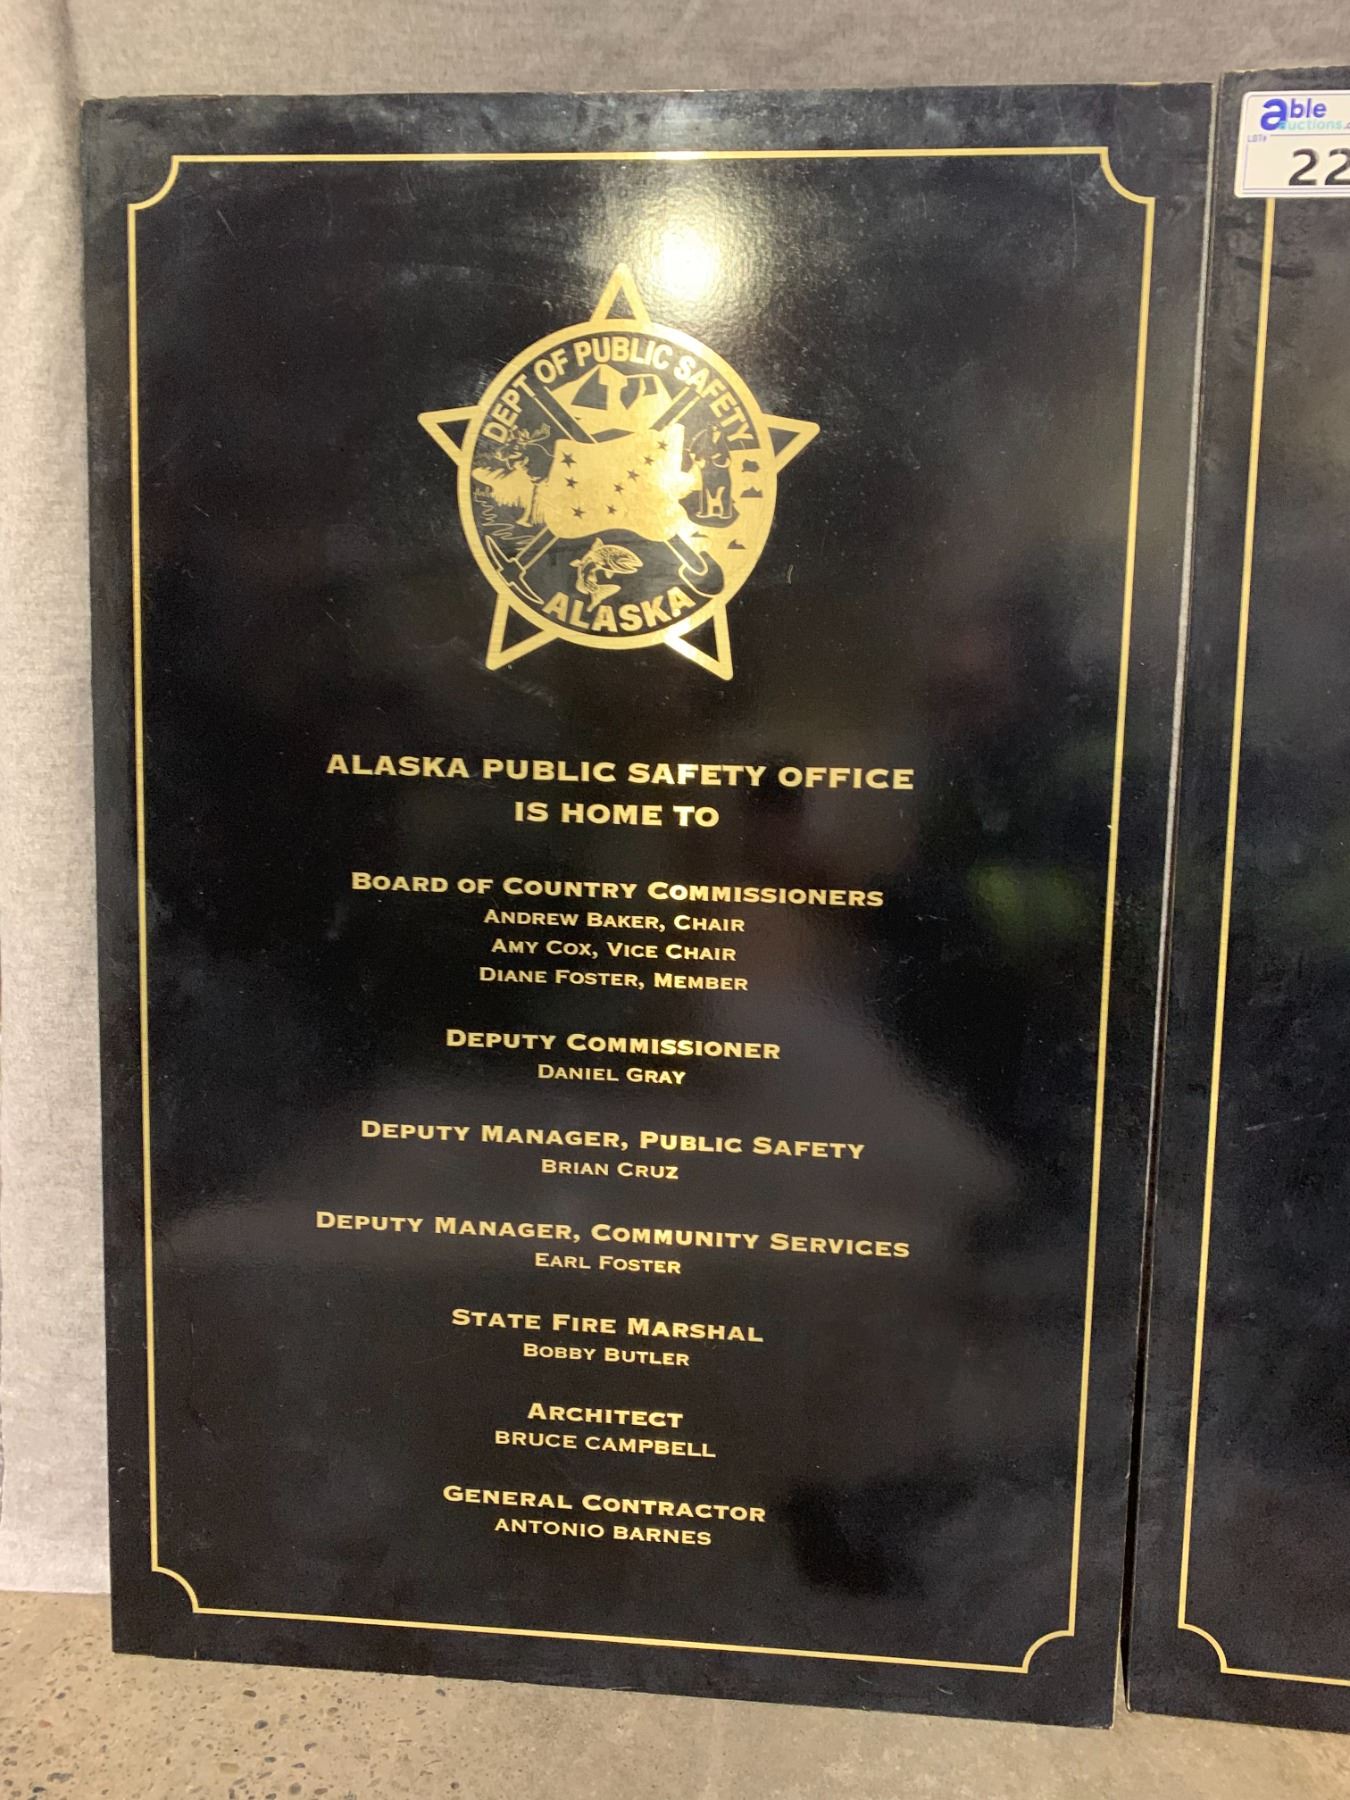 DEPT OF PUBLIC SAFETY
ALASKA
ALASKA PUBLIC SAFETY OFFICE
IS HOME TO
BOARD OF COUNTRY COMMISSIONERS
ANDREW BAKER, CHAIR
AMY COX, VICE CHAIR
DIANE FOSTER, MEMBER
DEPUTY COMMISSIONER
DANIEL GRAY
DEPUTY MANAGER, PUBLIC SAFETY
BRIAN CRUZ
DEPUTY MANAGER, COMMUNITY SERVICES
EARL FOSTER
STATE FIRE MARSHAL
BOBBY BUTLER
ARCHITECT
BRUCE CAMPBELL
GENERAL CONTRACTOR
ANTONIO BARNES
able
auctions.
LOT#
22